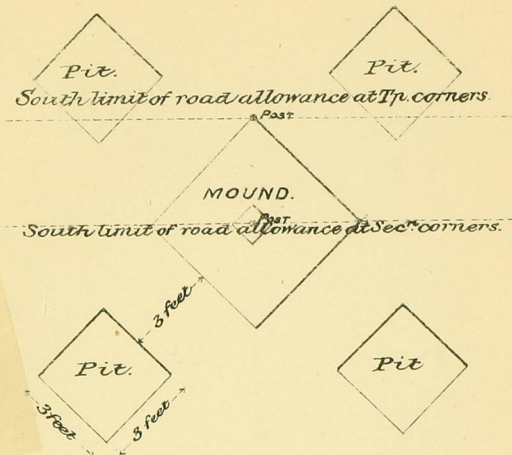 Pit. Pit.
South limit of road allowance at Tp. corners.
Post
MOUND.
Post
South limit of road allowance at Secn. corners.
3 feet
Pit. Pit
3 feet 3 feet